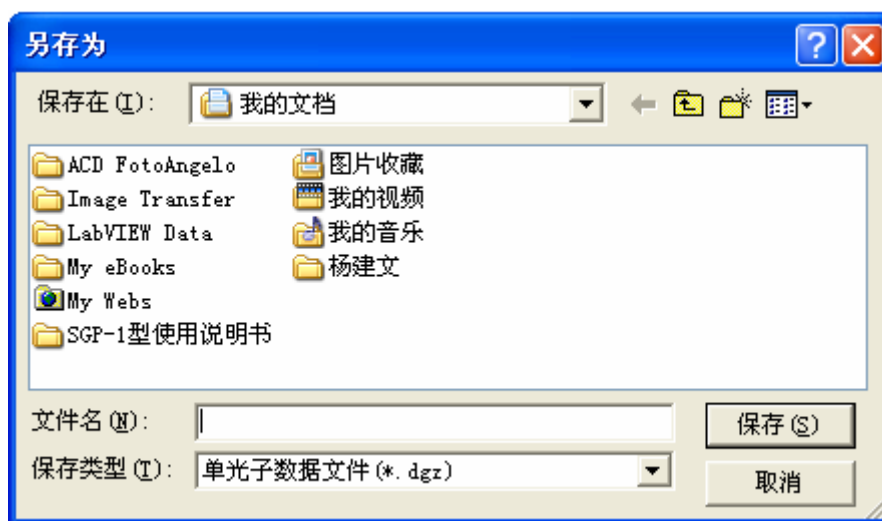 另存为
保存在(I): 我的文档
ACD FotoAngelo
Image Transfer
LabVIEW Data
My eBooks
My Webs
SGP-1型使用说明书
图片收藏
我的视频
我的音乐
杨建文
文件名(N):
保存(S)
保存类型(T): 单光子数据文件(*.dgz)
取消